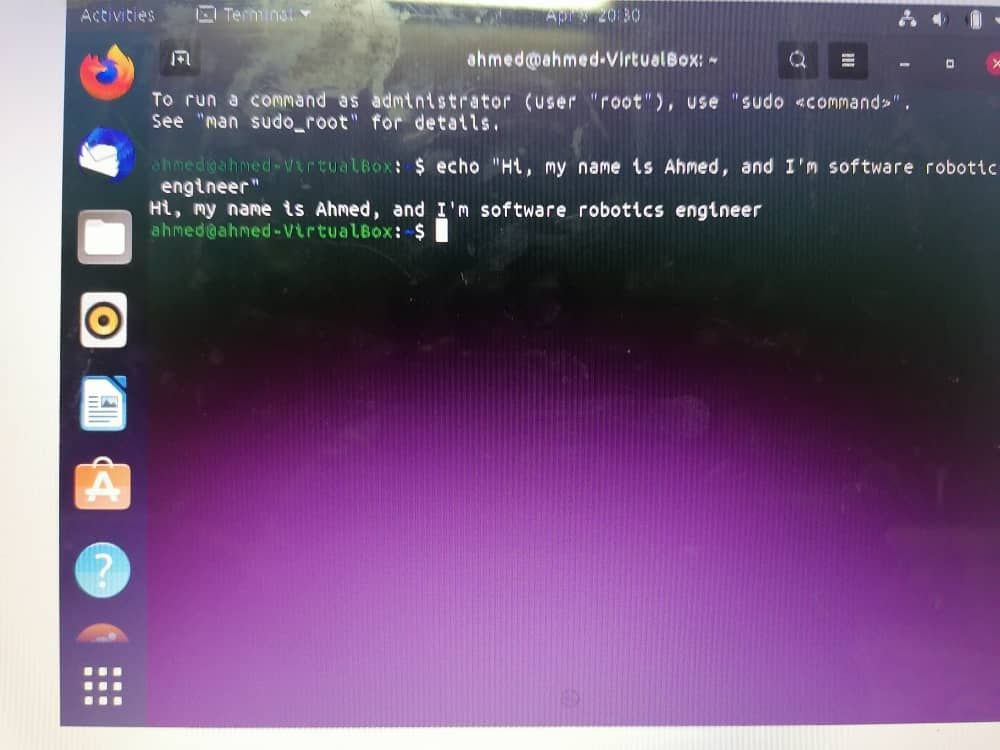 Activities
Terminal
20:30
ahmed@ahmed-VirtualBox: ~
To run a command as administrator (user "root"), use "sudo <command>".
See "man sudo_root" for details.
ahmed@ahmed-VirtualBox:~$ echo "Hi, my name is Ahmed, and I'm software robotic
engineer"
Hi, my name is Ahmed, and I'm software robotics engineer
ahmed@ahmed-VirtualBox:~$